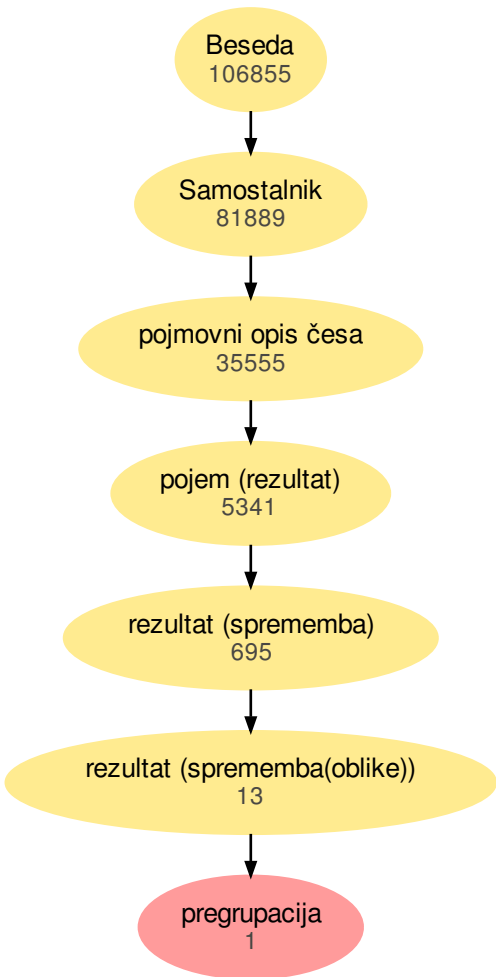 Beseda
106855
Samostalnik
81889
pojmovni opis česa
35555
pojem (rezultat)
5341
rezultat (sprememba)
695
rezultat (sprememba(oblike))
13
pregrupacija
1